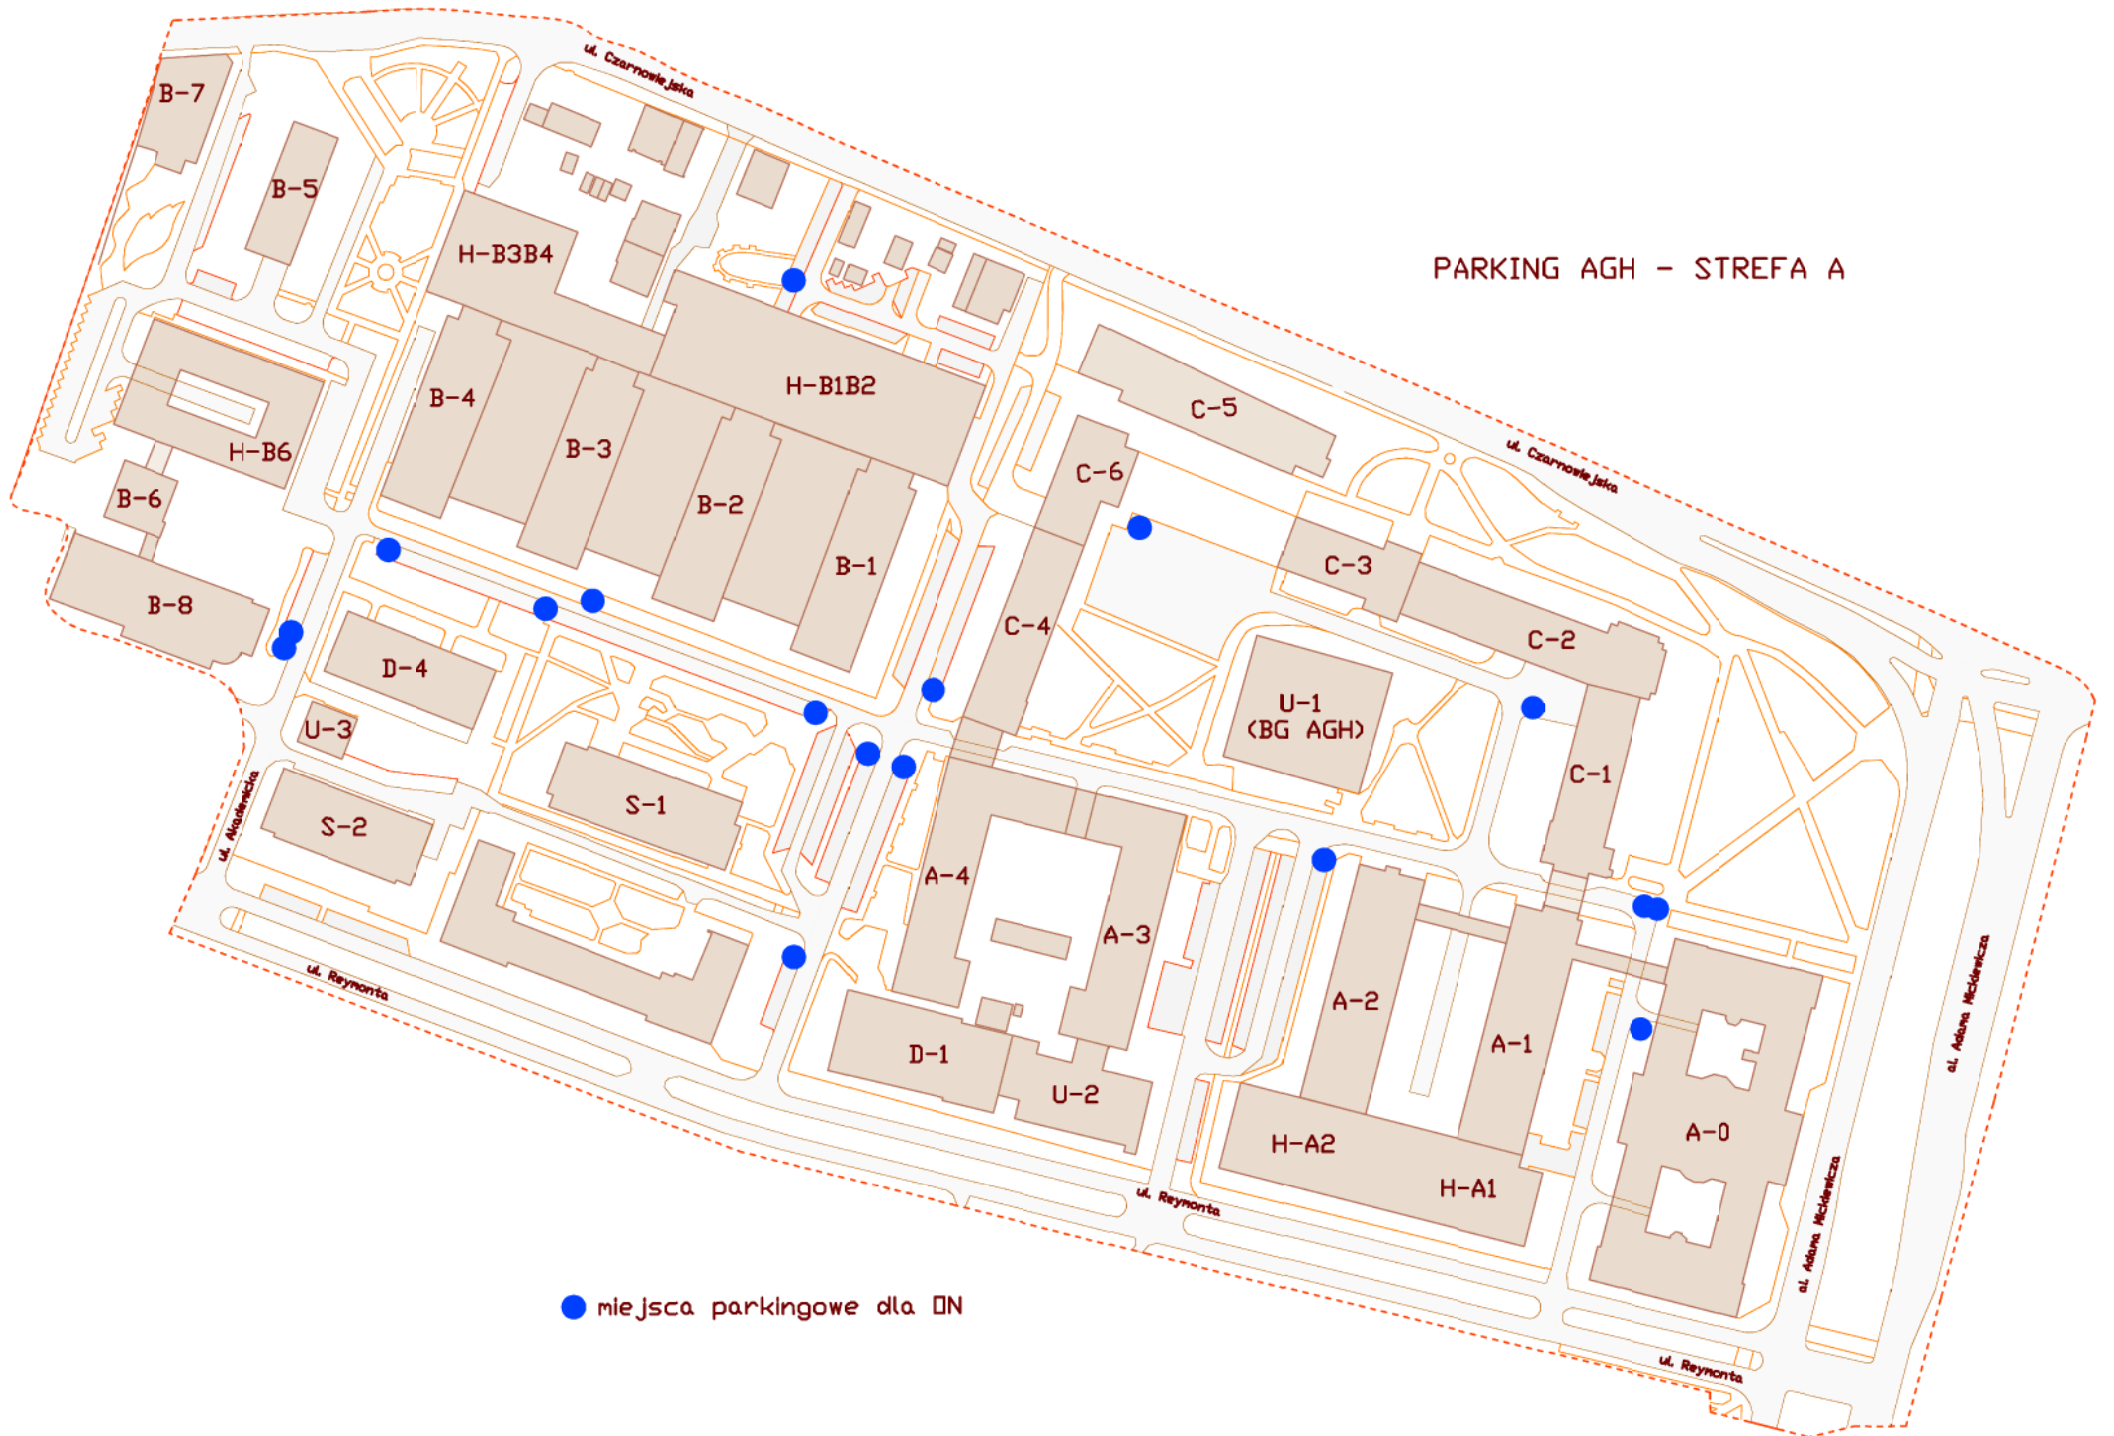 ul. Czarnowiejska
B-7
B-5
H-B3B4
PARKING AGH - STREFA A
H-B1B2
B-4
C-5
B-3
H-B6
C-6
ul. Czarnowiejska
B-6
B-2
B-1
C-3
B-8
C-4
C-2
D-4
U-1
(BG AGH)
U-3
C-1
S-1
S-2
ul. Akademicka
A-4
A-3
ul. Reymonta
A-2
al. Adama Mickiewicza
D-1
A-1
U-2
A-0
H-A2
H-A1
ul. Reymonta
al. Adama Mickiewicza
miejsca parkingowe dla ON
ul. Reymonta